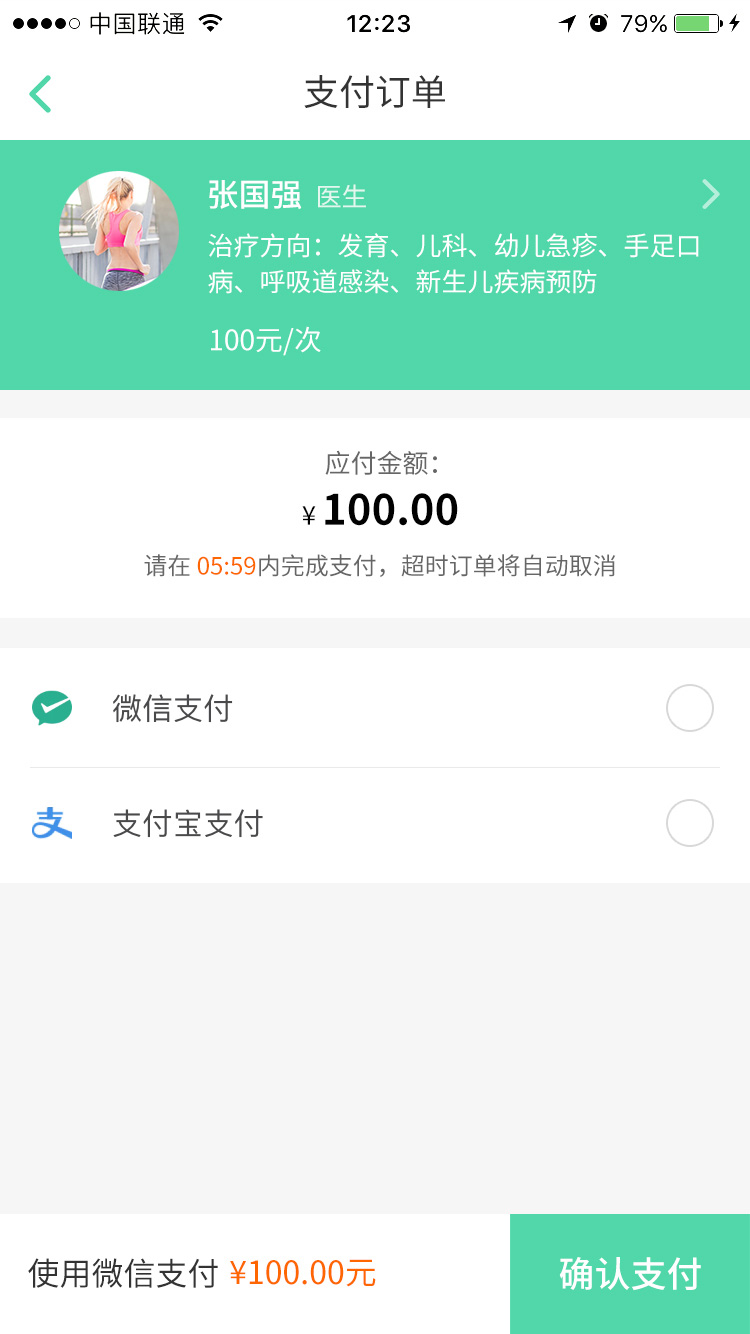 中国联通 12:23 79%
支付订单
张国强 医生
治疗方向：发育、儿科、幼儿急疹、手足口
病、呼吸道感染、新生儿疾病预防
100元/次
应付金额：
¥ 100.00
请在 05:59内完成支付，超时订单将自动取消
微信支付
支 支付宝支付
使用微信支付 ¥100.00元 确认支付